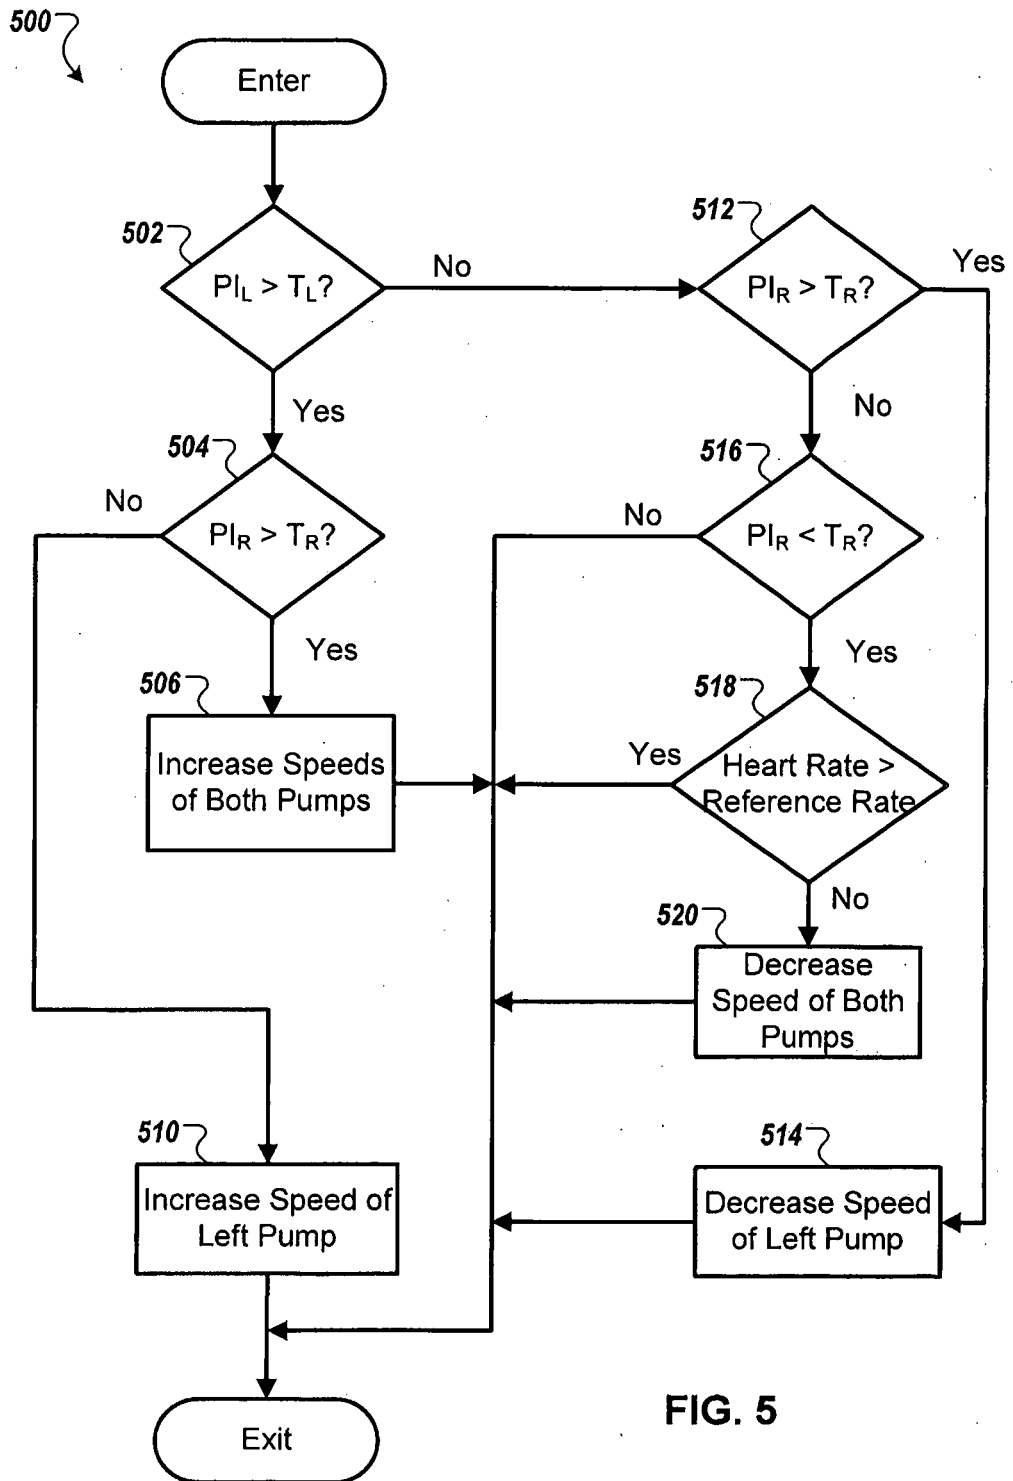 500
Enter
502
PI_L > T_L?
No
512
PI_R > T_R?
Yes
Yes
No
504
PI_R > T_R?
No
516
PI_R < T_R?
No
Yes
Yes
506
Increase Speeds
of Both Pumps
518
Heart Rate >
Reference Rate
Yes
No
520
Decrease
Speed of Both
Pumps
510
Increase Speed of
Left Pump
514
Decrease Speed
of Left Pump
Exit
FIG. 5